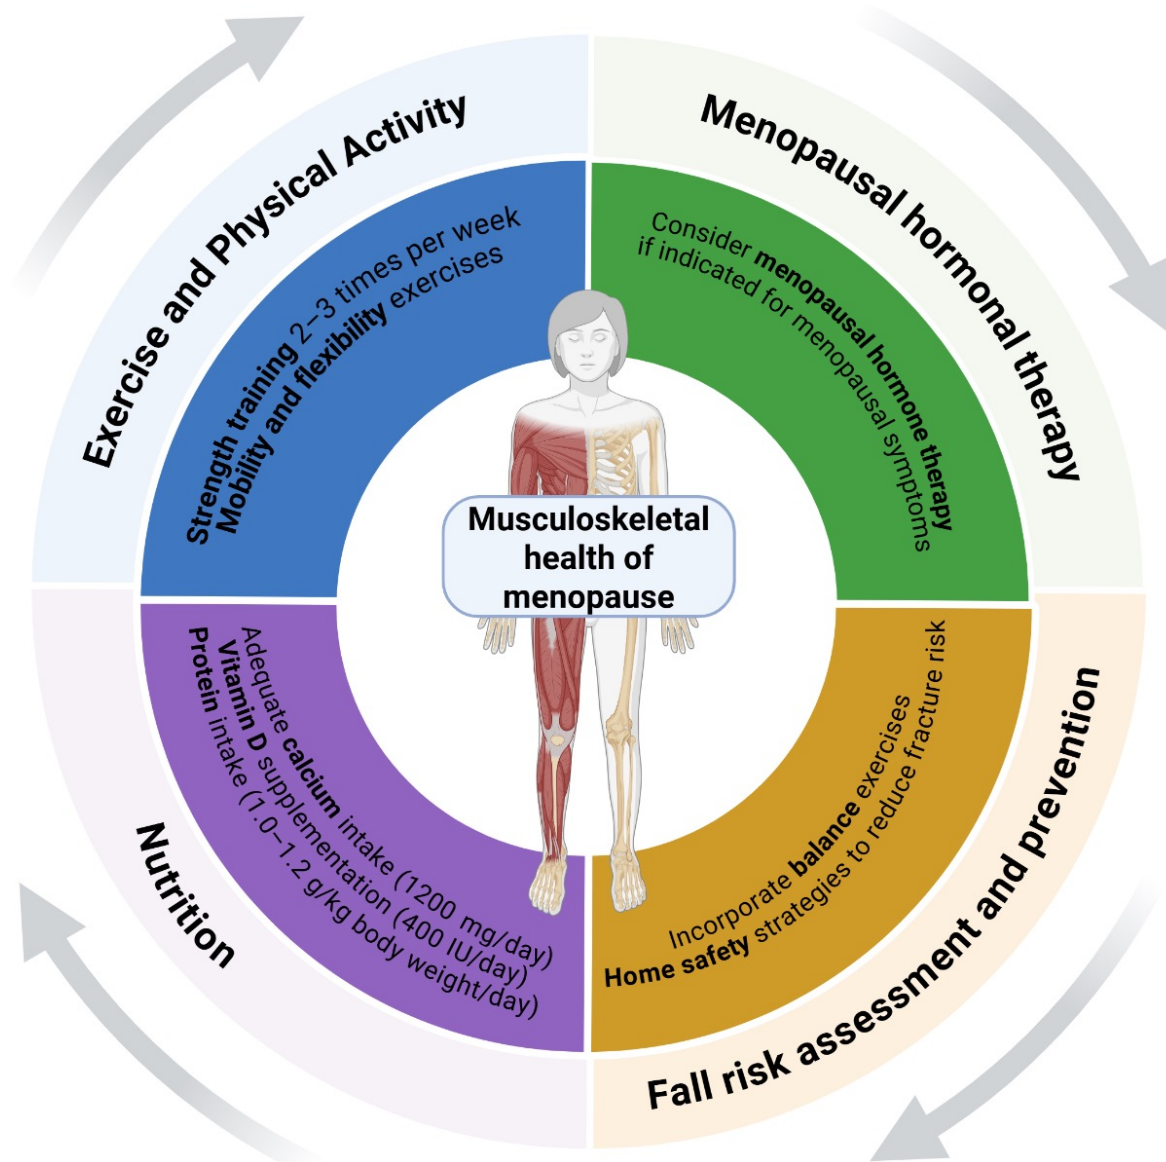 Exercise and Physical Activity
Strength training 2–3 times per week
Mobility and flexibility exercises
Menopausal hormonal therapy
Consider menopausal hormone therapy
if indicated for menopausal symptoms
Musculoskeletal
health of
menopause
Nutrition
Adequate calcium intake (1200 mg/day)
Vitamin D supplementation (400 IU/day)
Protein intake (1.0–1.2 g/kg body weight/day)
Fall risk assessment and prevention
Incorporate balance exercises
Home safety strategies to reduce fracture risk